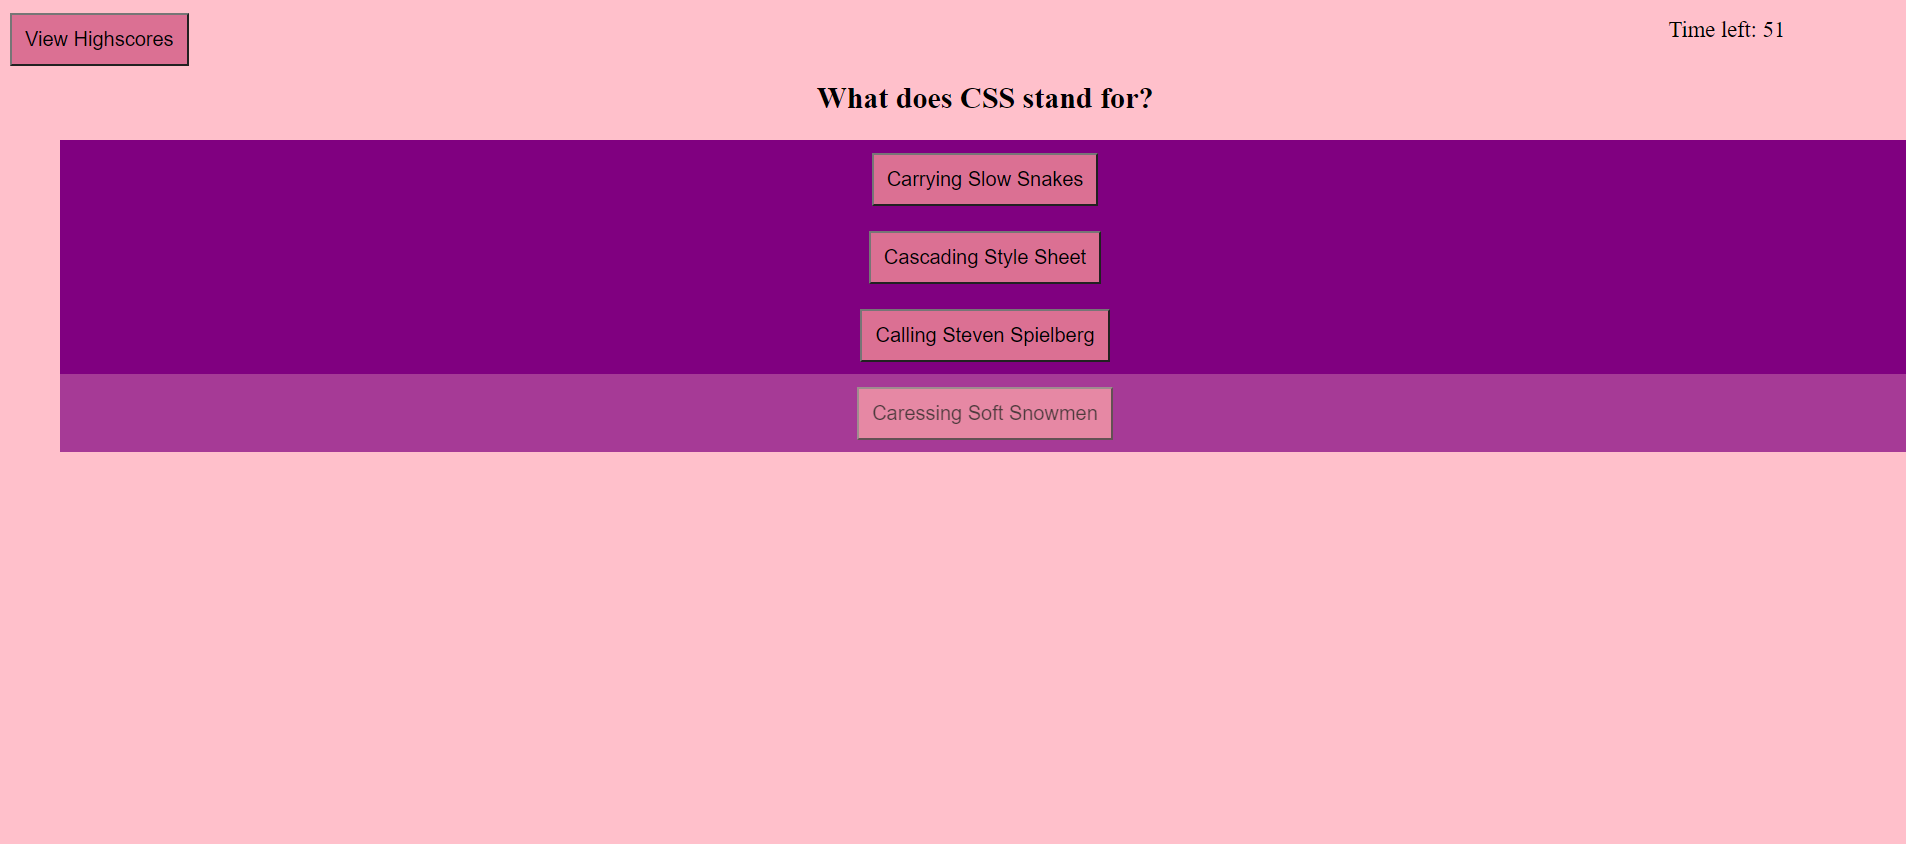 View Highscores
Time left: 51
What does CSS stand for?
Carrying Slow Snakes
Cascading Style Sheet
Calling Steven Spielberg
Caressing Soft Snowmen